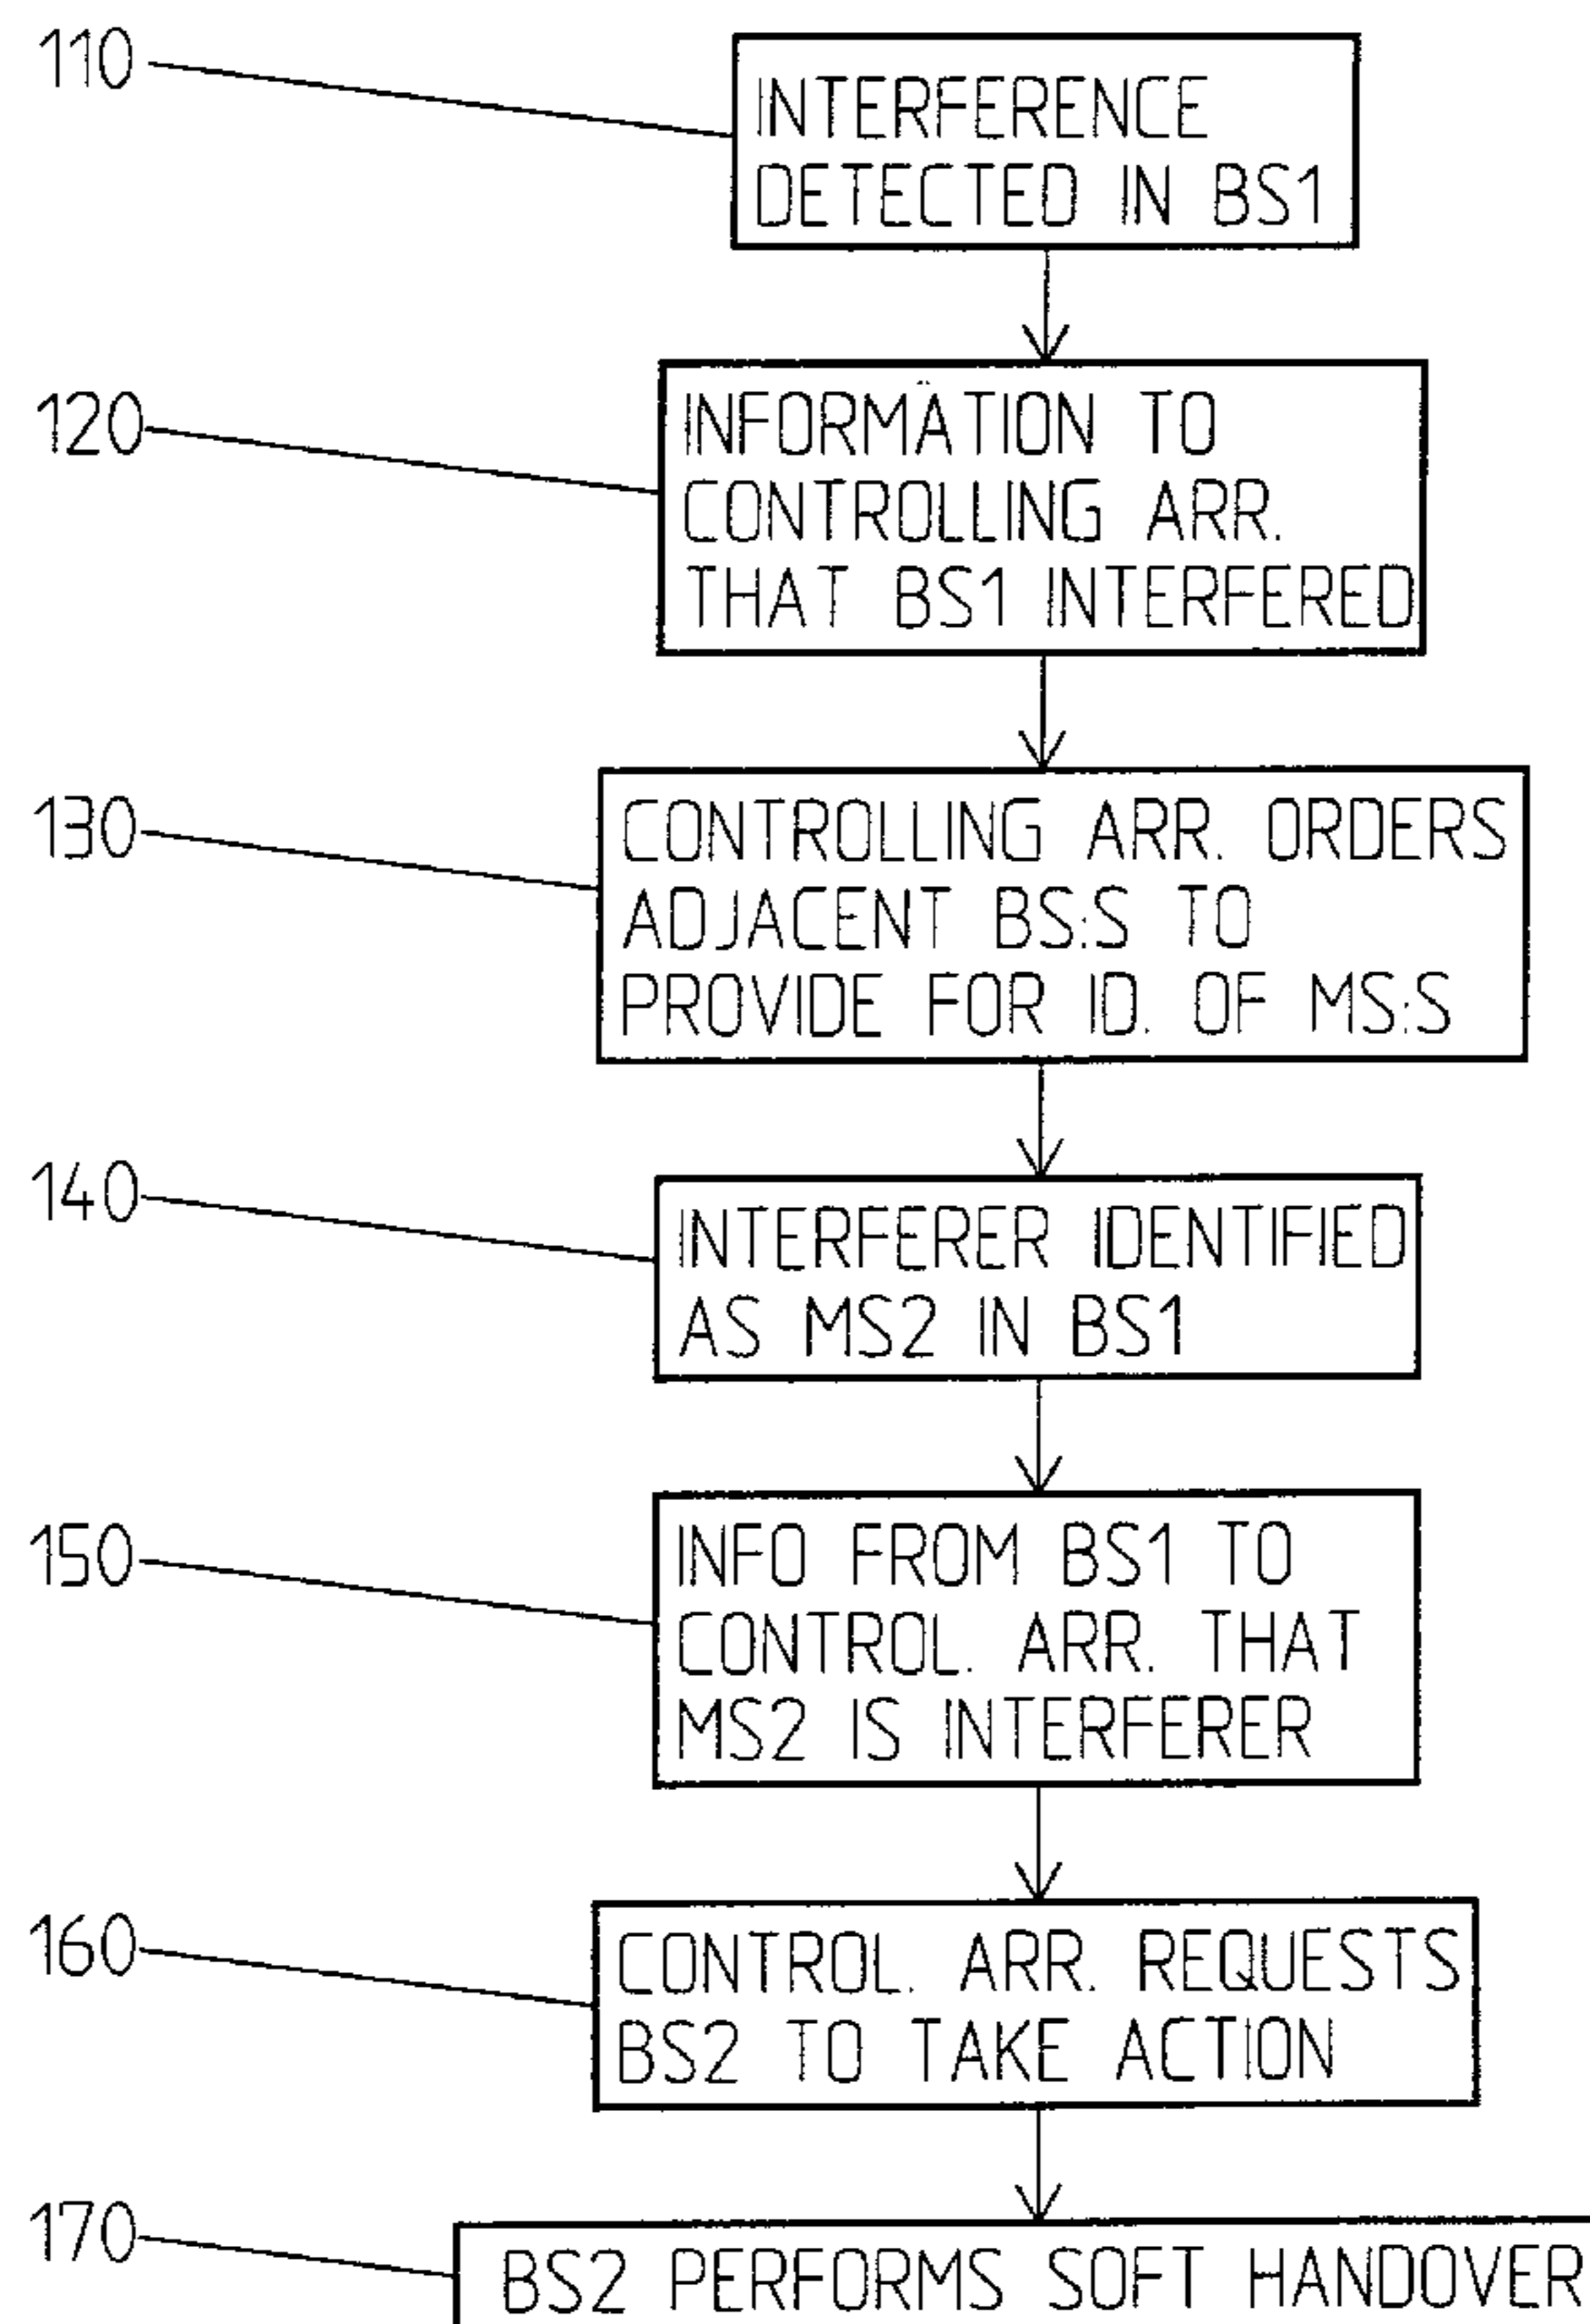 110
INTERFERENCE
DETECTED IN BS1
120
INFORMATION TO
CONTROLLING ARR.
THAT BS1 INTERFERED
130
CONTROLLING ARR. ORDERS
ADJACENT BS:S TO
PROVIDE FOR ID. OF MS:S
140
INTERFERER IDENTIFIED
AS MS2 IN BS1
150
INFO FROM BS1 TO
CONTROL. ARR. THAT
MS2 IS INTERFERER
160
CONTROL. ARR. REQUESTS
BS2 TO TAKE ACTION
170
BS2 PERFORMS SOFT HANDOVER